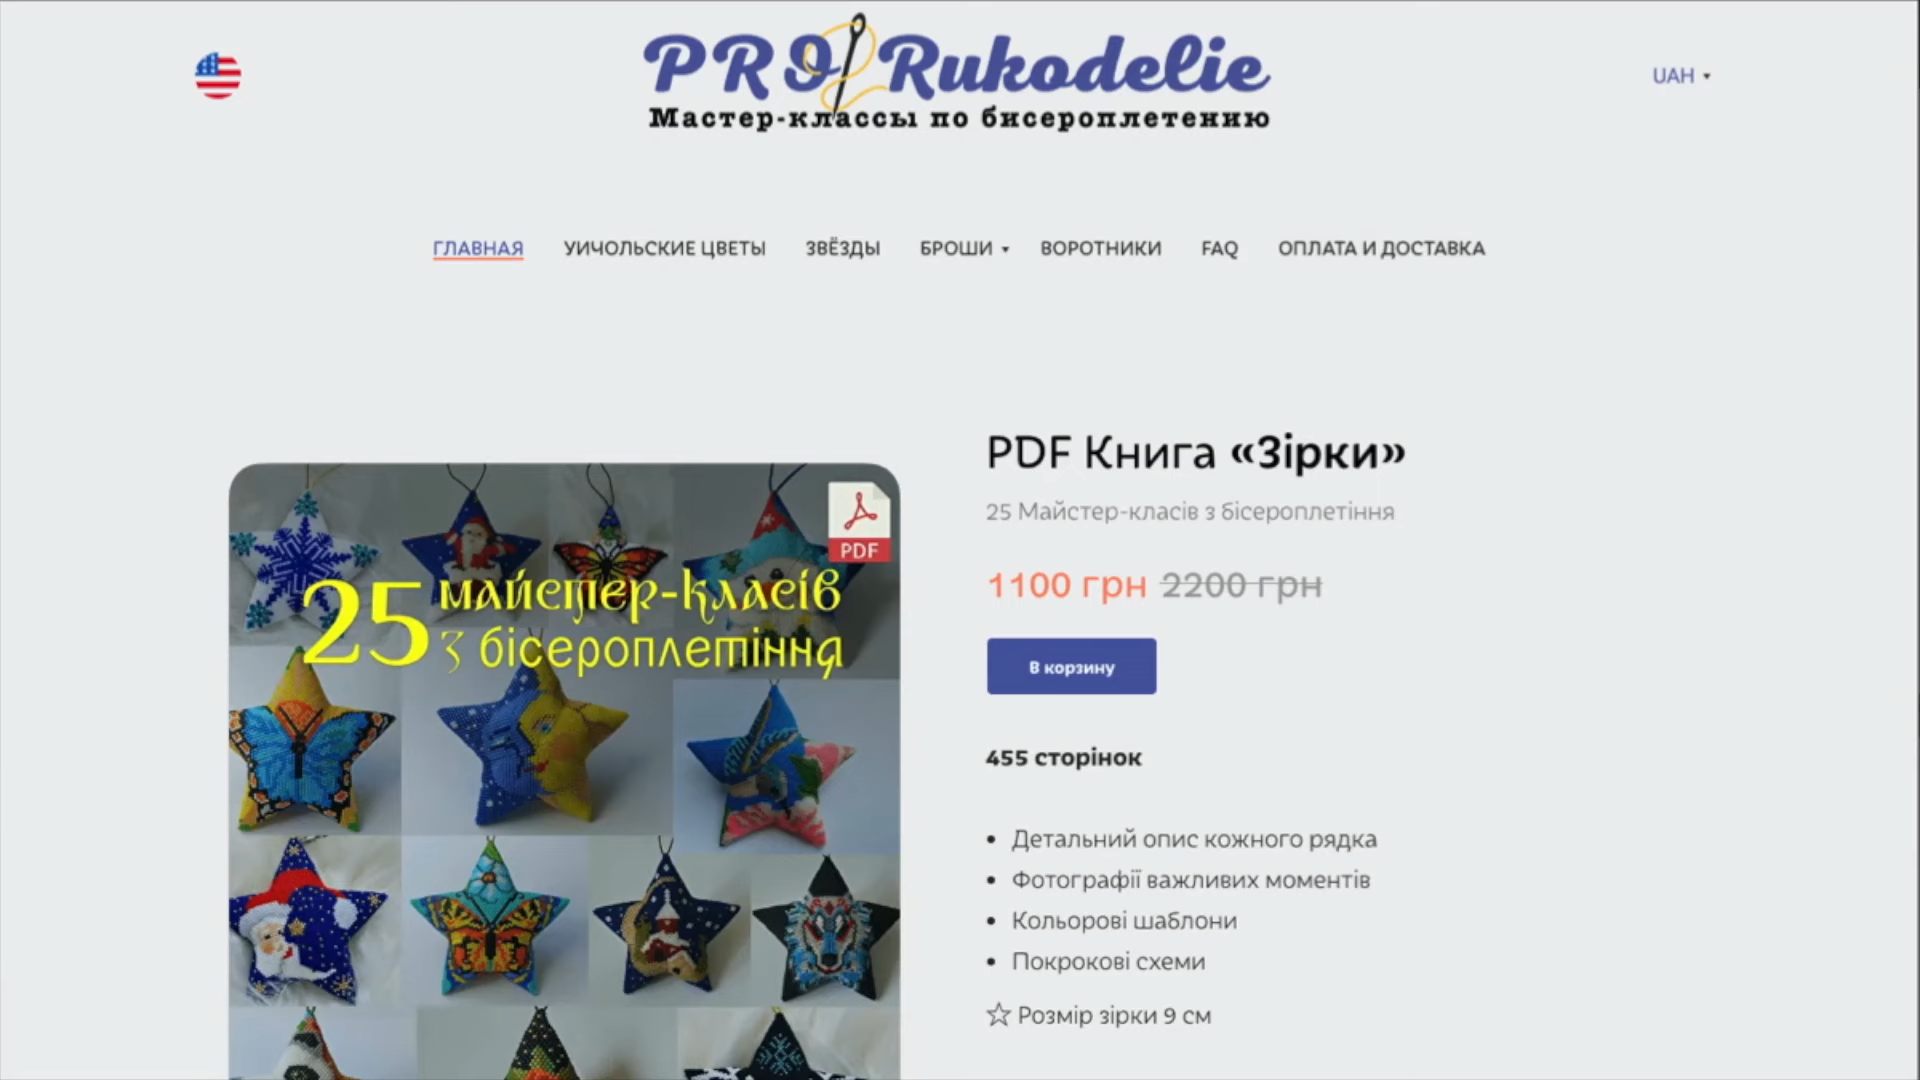 PRO Rukodelie
Мастер-классы по бисероплетению
UAH
ГЛАВНАЯ УИЧОЛЬСКИЕ ЦВЕТЫ ЗВЁЗДЫ БРОШИ ВОРОТНИКИ FAQ ОПЛАТА И ДОСТАВКА
PDF
25 майстер-класів
з бісероплетіння
PDF Книга «Зірки»
25 Майстер-класів з бісероплетіння
1100 грн 2200 грн
В корзину
455 сторінок
• Детальний опис кожного рядка
• Фотографії важливих моментів
• Кольорові шаблони
• Покрокові схеми
☆ Розмір зірки 9 см